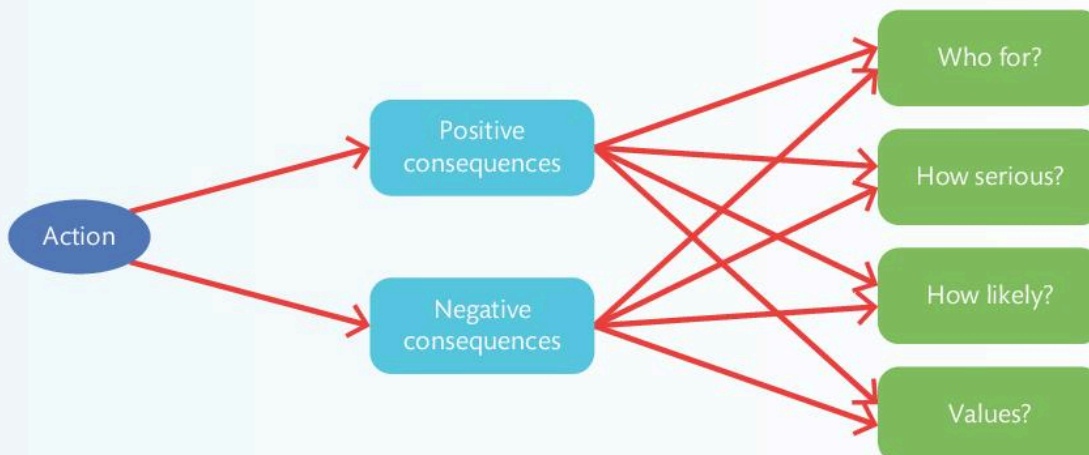 Action
Positive
consequences
Negative
consequences
Who for?
How serious?
How likely?
Values?